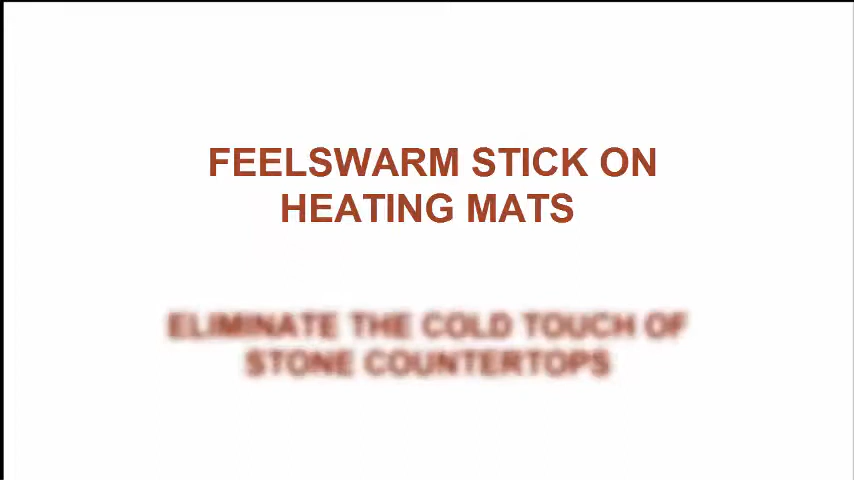 FEELSWARM STICK ON
HEATING MATS
ELIMINATE THE COLD TOUCH OF
STONE COUNTERTOPS